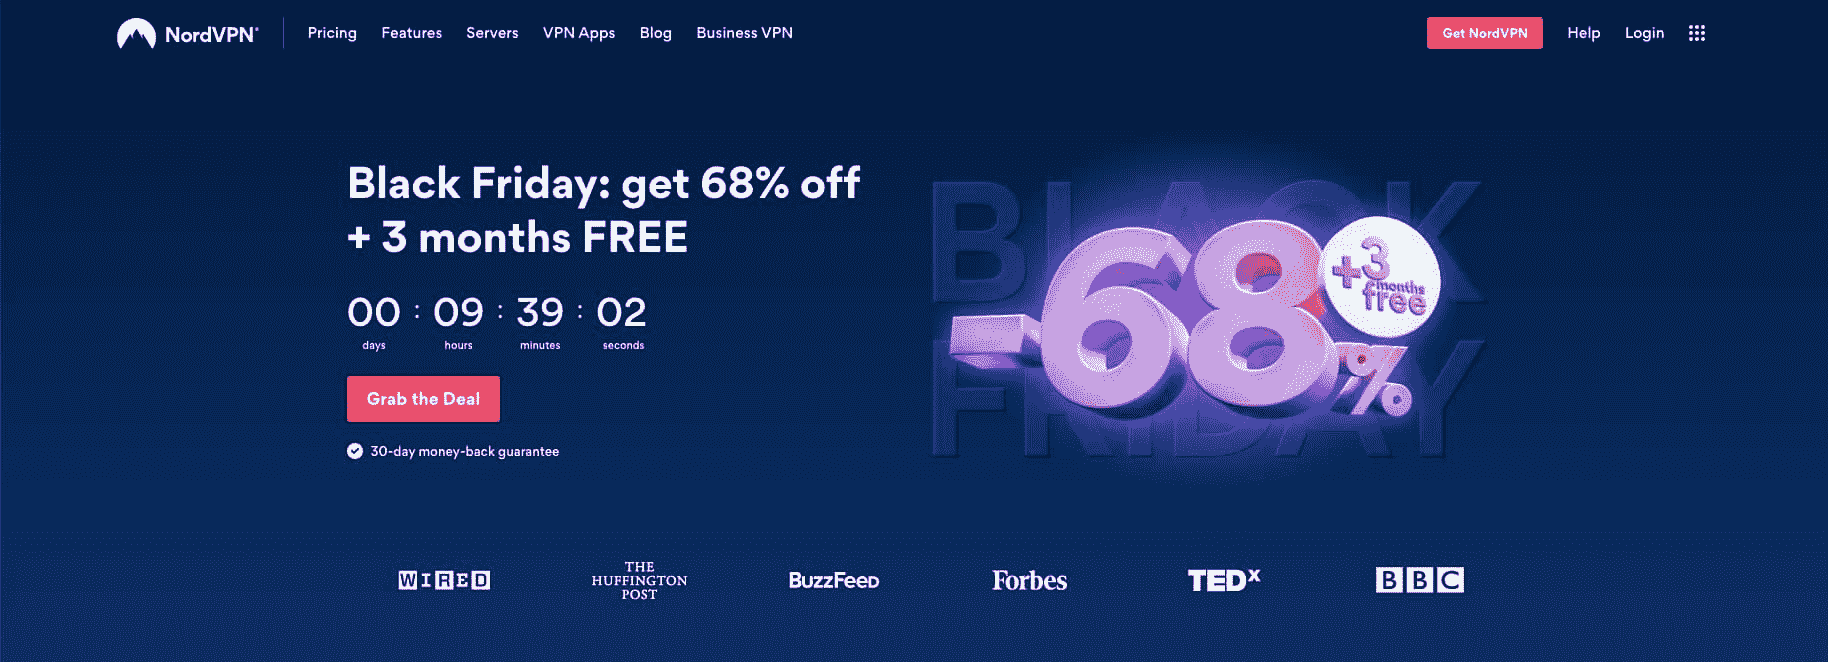 NordVPN®
Pricing Features Servers VPN Apps Blog Business VPN
Get NordVPN Help Login
Black Friday: get 68% off
+ 3 months FREE
00 : 09 : 39 : 02
days hours minutes seconds
Grab the Deal
30-day money-back guarantee
BLACK
FRIDAY
-68%
+3
months
free
WIRED
THE
HUFFINGTON
POST
BuzzFeed
Forbes
TEDx
BBC